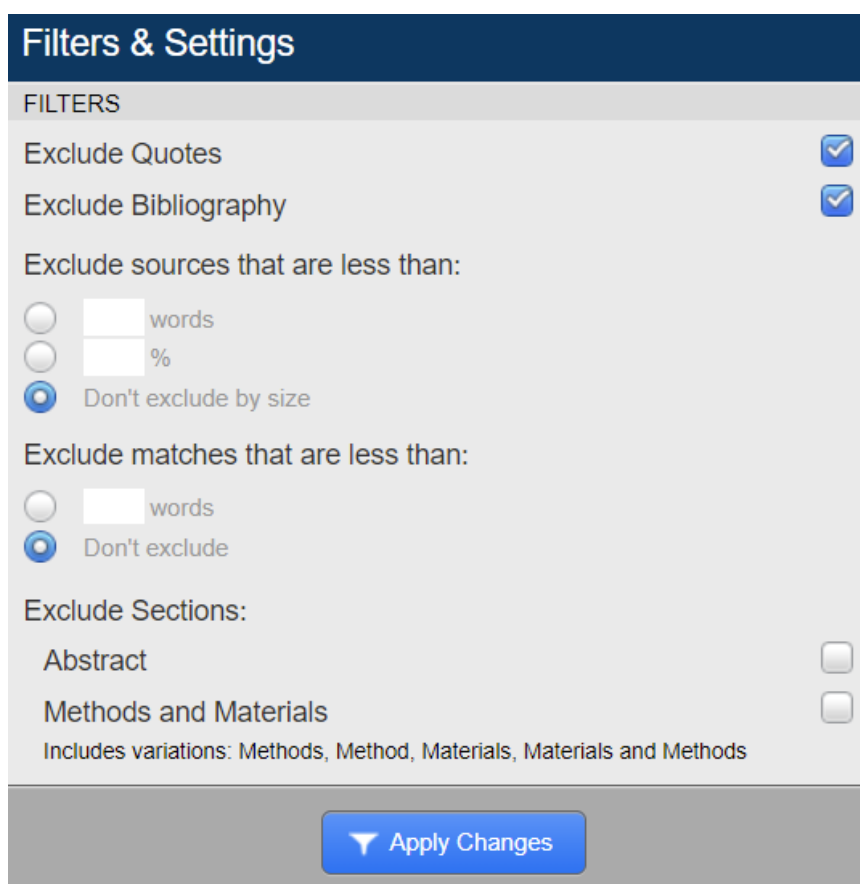 Filters & Settings
FILTERS
Exclude Quotes
Exclude Bibliography
Exclude sources that are less than:
words
%
Don't exclude by size
Exclude matches that are less than:
words
Don't exclude
Exclude Sections:
Abstract
Methods and Materials
Includes variations: Methods, Method, Materials, Materials and Methods
Apply Changes